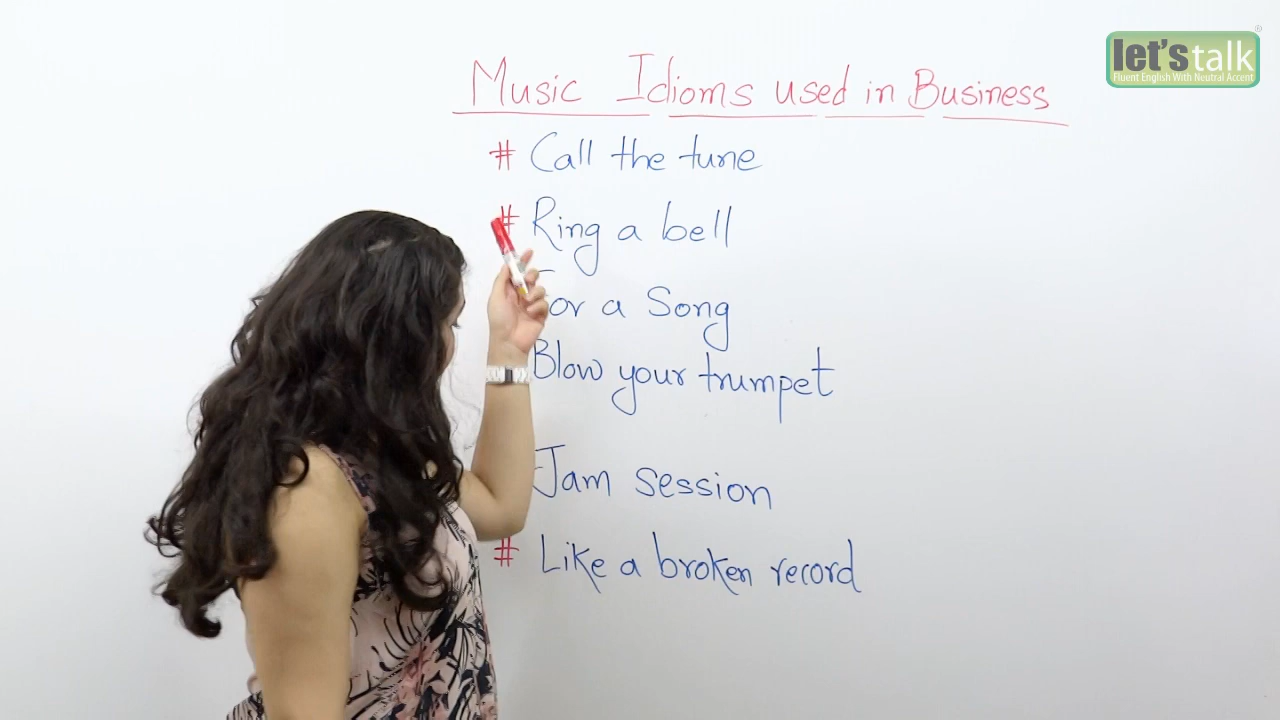 let's talk ®
Fluent English With Neutral Accent
Music Idioms used in Business
# Call the tune
# Ring a bell
For a Song
Blow your trumpet
Jam session
# Like a broken record